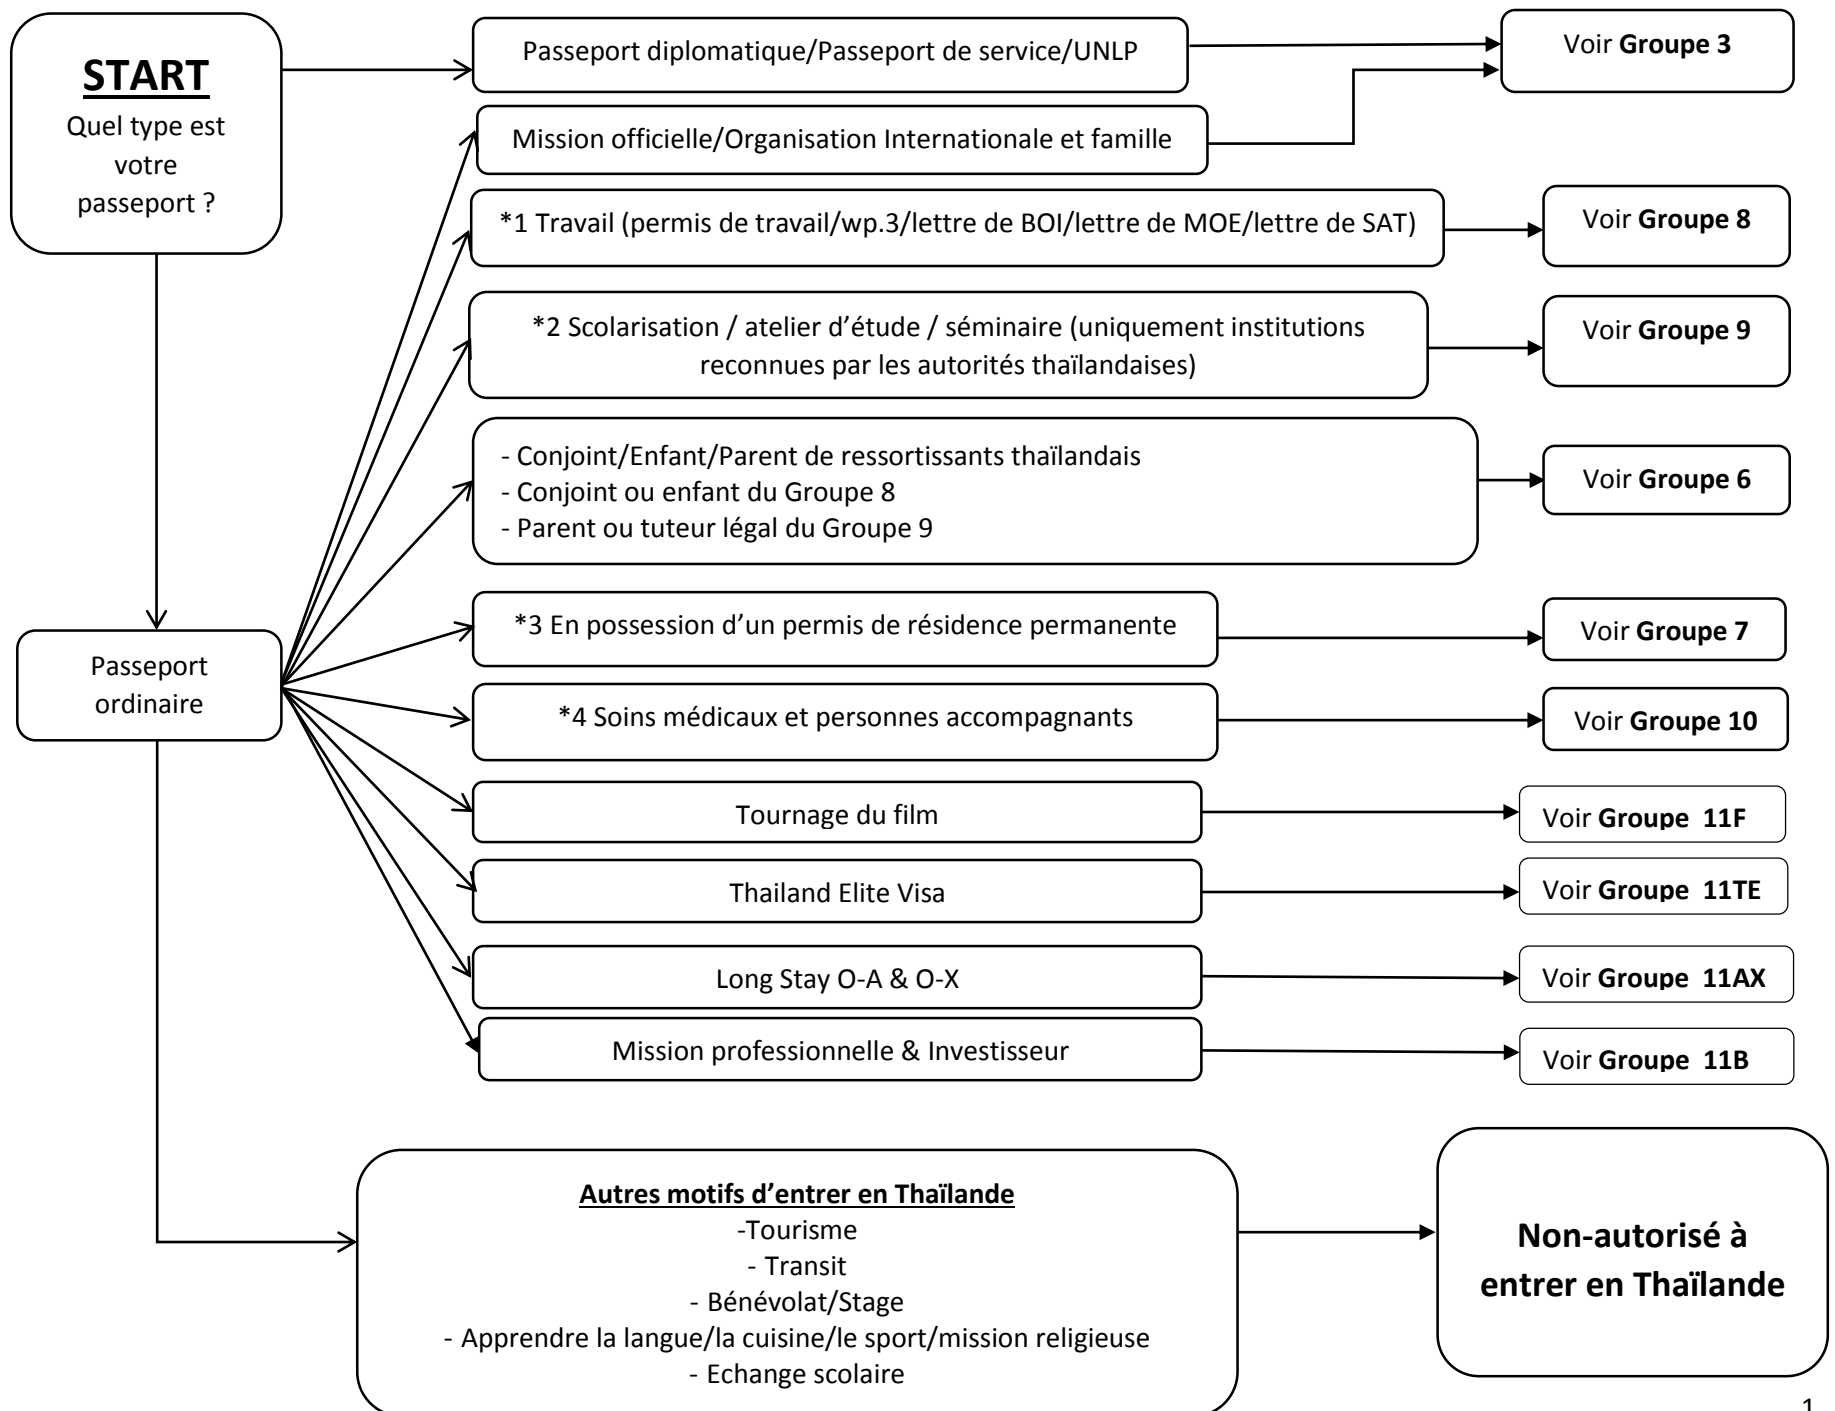 START
Quel type est
votre
passeport ?
Passeport diplomatique/Passeport de service/UNLP
Voir Groupe 3
Mission officielle/Organisation Internationale et famille
*1 Travail (permis de travail/wp.3/lettre de BOI/lettre de MOE/lettre de SAT)
Voir Groupe 8
*2 Scolarisation / atelier d’étude / séminaire (uniquement institutions
reconnues par les autorités thaïlandaises)
Voir Groupe 9
- Conjoint/Enfant/Parent de ressortissants thaïlandais
- Conjoint ou enfant du Groupe 8
- Parent ou tuteur légal du Groupe 9
Voir Groupe 6
Passeport
ordinaire
*3 En possession d’un permis de résidence permanente
Voir Groupe 7
*4 Soins médicaux et personnes accompagnants
Voir Groupe 10
Tournage du film
Voir Groupe 11F
Thailand Elite Visa
Voir Groupe 11TE
Long Stay O-A & O-X
Voir Groupe 11AX
Mission professionnelle & Investisseur
Voir Groupe 11B
Autres motifs d’entrer en Thaïlande
-Tourisme
- Transit
- Bénévolat/Stage
- Apprendre la langue/la cuisine/le sport/mission religieuse
- Echange scolaire
Non-autorisé à
entrer en Thaïlande
1